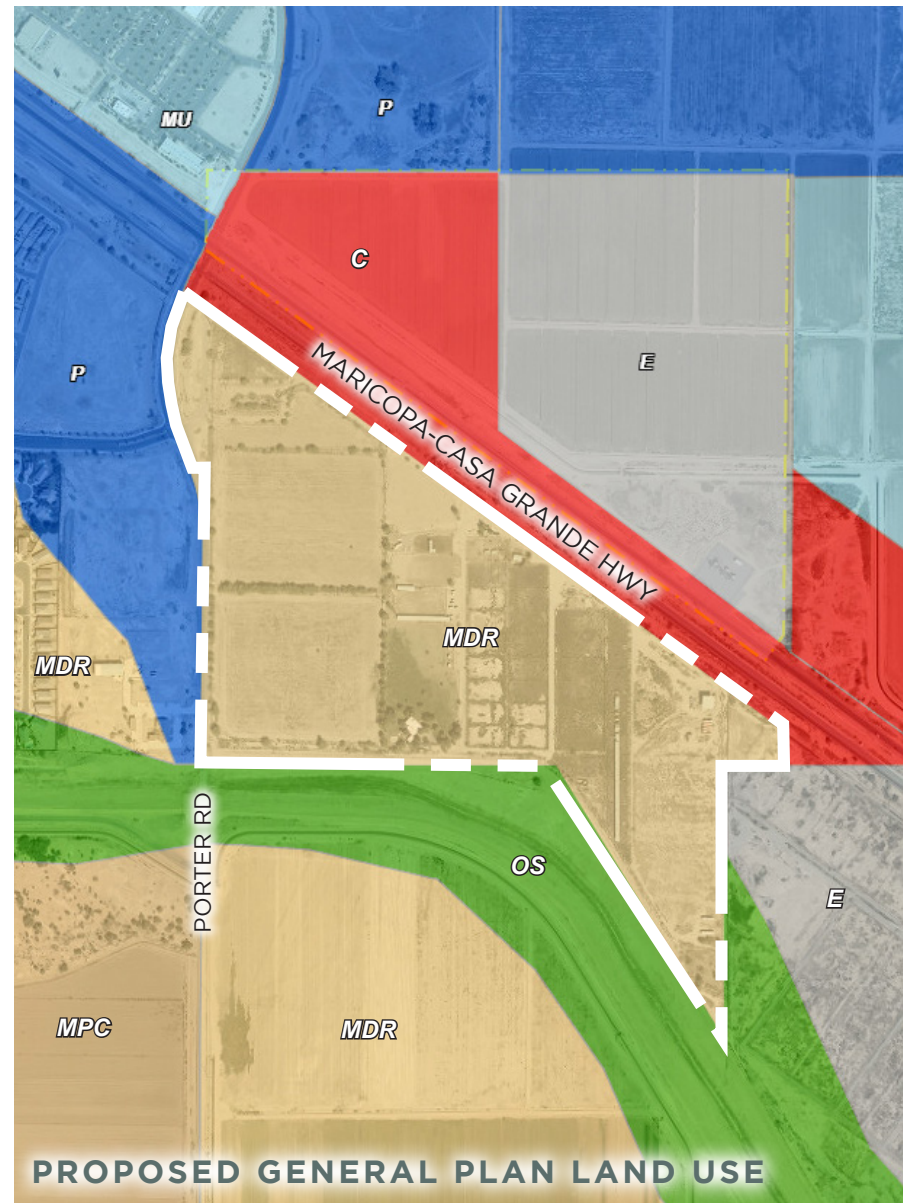 MU
P
C
P
E
MARICOPA-CASA GRANDE HWY
MDR
MDR
PORTER RD
OS
E
MPC
MDR
PROPOSED GENERAL PLAN LAND USE